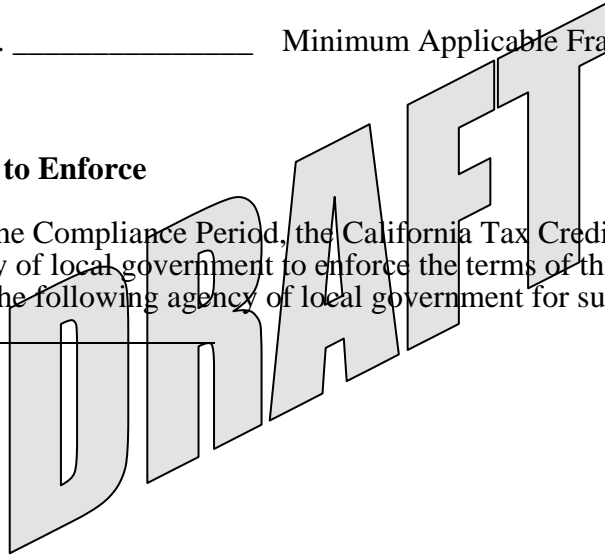 . _______________ Minimum Applicable Fra
to Enforce
he Compliance Period, the California Tax Credi
y of local government to enforce the terms of th
he following agency of local government for su
DRAFT